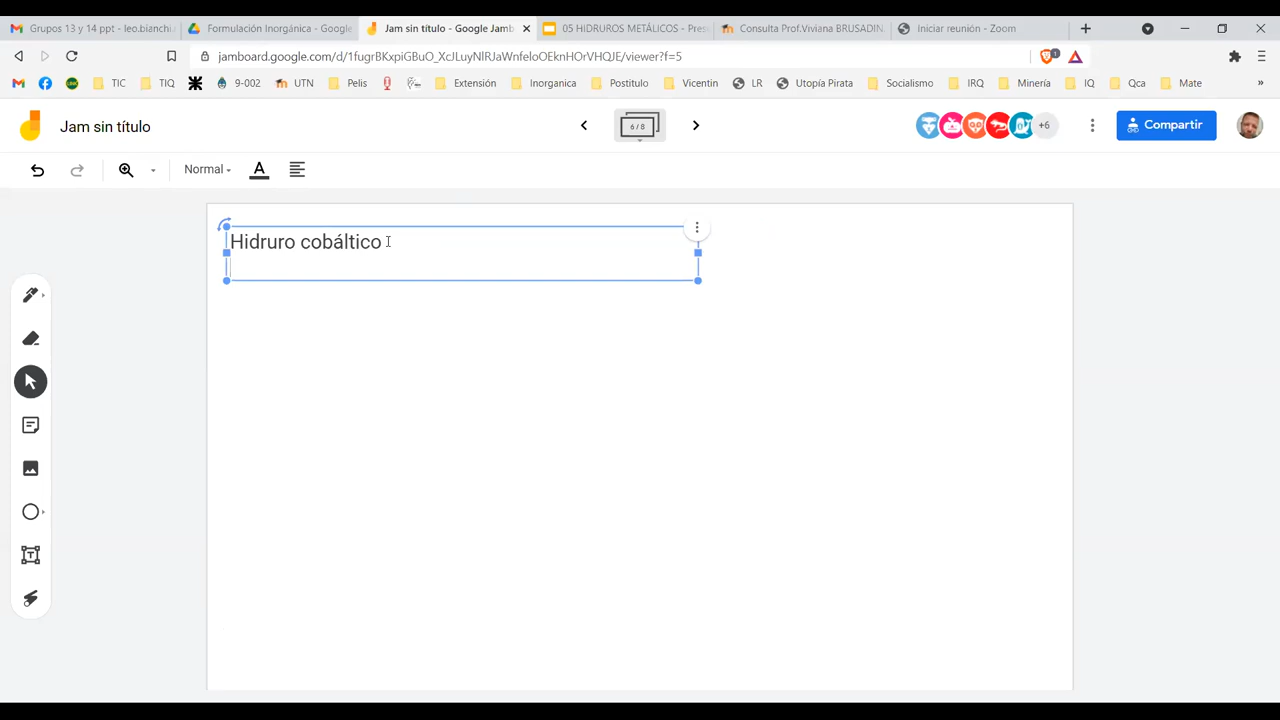 Grupos 13 y 14 ppt - leo.bianchi
Formulación Inorgánica - Google
Jam sin título - Google Jamb
05 HIDRUROS METÁLICOS - Pres
Consulta Prof.Viviana BRUSADIN
Iniciar reunión - Zoom
jamboard.google.com/d/1fuqrBKxpiGBuO_XcJLuyNlRJaWnfeloOEknHOrVHQJE/viewer?f=5
1
TIC
TIQ
9-002
UTN
Pelis
Extensión
Inorganica
Postitulo
Vicentin
LR
Utopía Pirata
Socialismo
IRQ
Minería
IQ
Qca
Mate
»
Jam sin título
6 / 8
+6
Compartir
Normal
A
Hidruro cobáltico